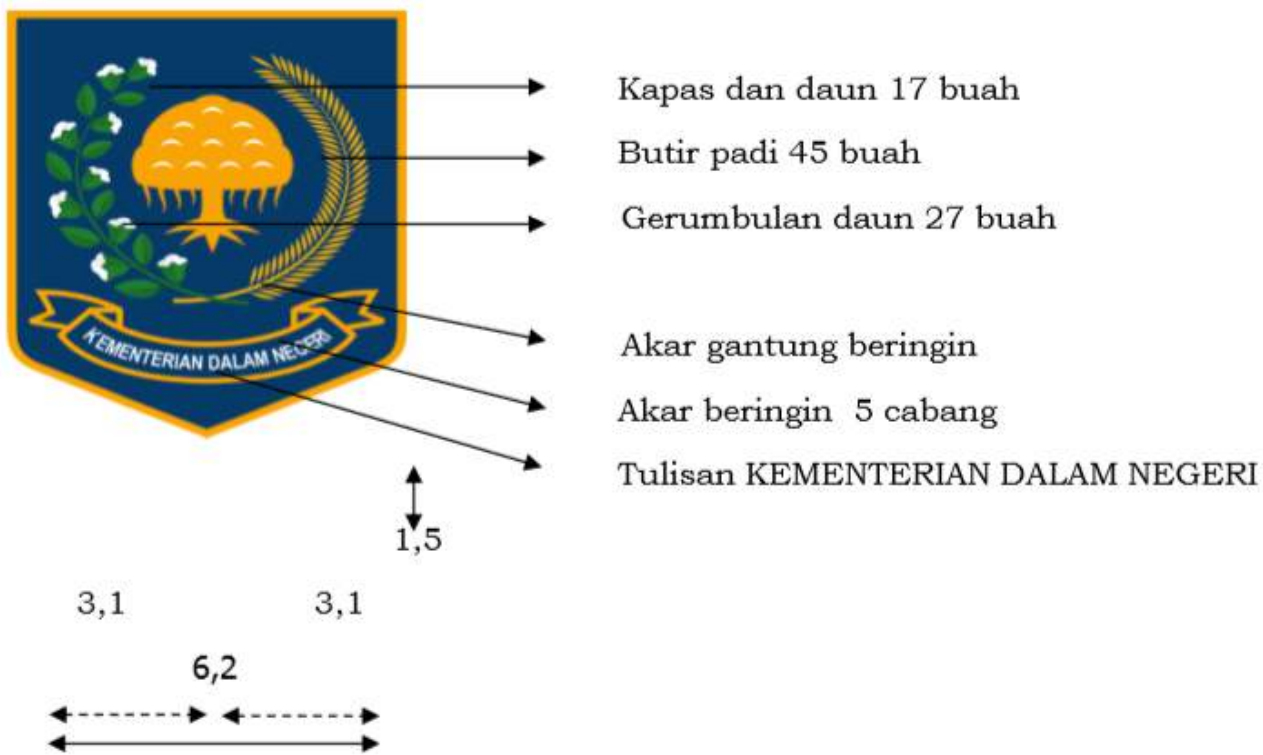 Kapas dan daun 17 buah
Butir padi 45 buah
Gerumbulan daun 27 buah
Akar gantung beringin
KEMENTERIAN DALAM NEGERI
Akar beringin 5 cabang
Tulisan KEMENTERIAN DALAM NEGERI
1,5
3,1 3,1
6,2